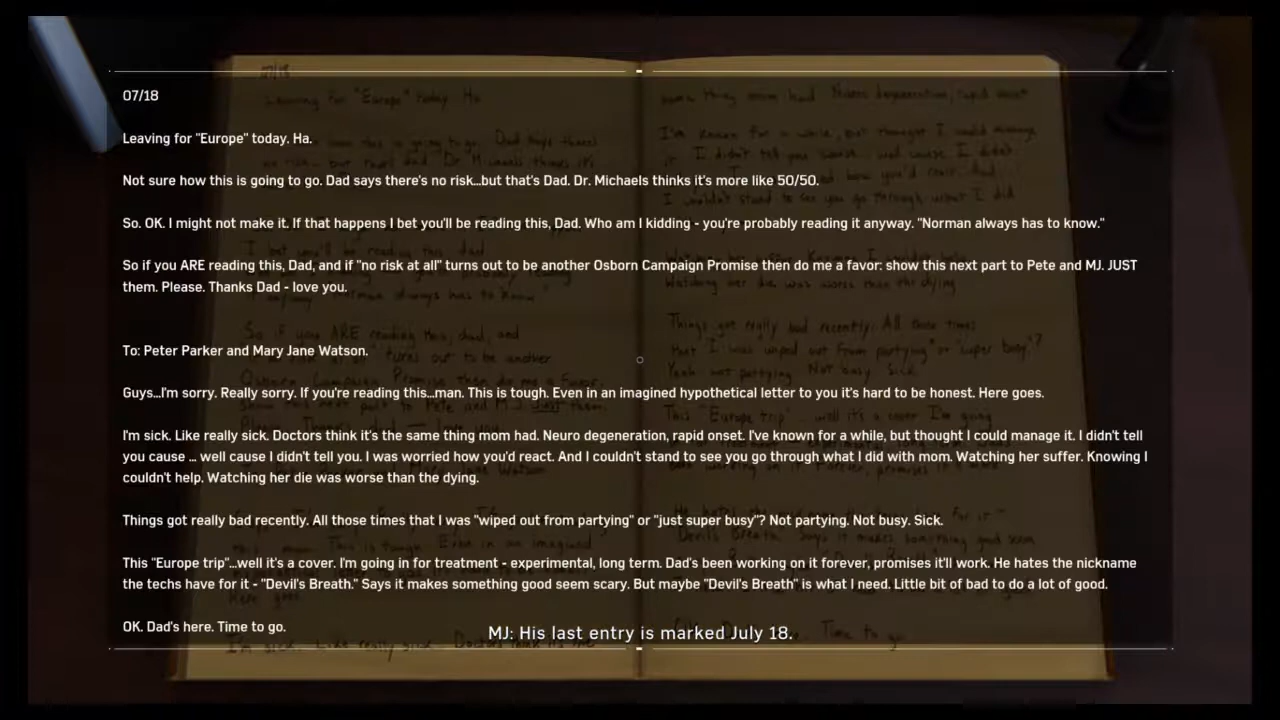 07/18
Leaving for "Europe" today. Ha.
Not sure how this is going to go. Dad says there's no risk...but that's Dad. Dr. Michaels thinks it's more like 50/50.
So. OK. I might not make it. If that happens I bet you'll be reading this, Dad. Who am I kidding - you're probably reading it anyway. "Norman always has to know."
So if you ARE reading this, Dad, and if "no risk at all" turns out to be another Osborn Campaign Promise then do me a favor: show this next part to Pete and MJ. JUST
them. Please. Thanks Dad - love you.
To: Peter Parker and Mary Jane Watson.
Guys...I'm sorry. Really sorry. If you're reading this...man. This is tough. Even in an imagined hypothetical letter to you it's hard to be honest. Here goes.
I'm sick. Like really sick. Doctors think it's the same thing mom had. Neuro degeneration, rapid onset. I've known for a while, but thought I could manage it. I didn't tell
you cause ... well cause I didn't tell you. I was worried how you'd react. And I couldn't stand to see you go through what I did with mom. Watching her suffer. Knowing I
couldn't help. Watching her die was worse than the dying.
Things got really bad recently. All those times that I was "wiped out from partying" or "just super busy"? Not partying. Not busy. Sick.
This "Europe trip"...well it's a cover. I'm going in for treatment - experimental, long term. Dad's been working on it forever, promises it'll work. He hates the nickname
the techs have for it - "Devil's Breath." Says it makes something good seem scary. But maybe "Devil's Breath" is what I need. Little bit of bad to do a lot of good.
OK. Dad's here. Time to go.
MJ: His last entry is marked July 18.